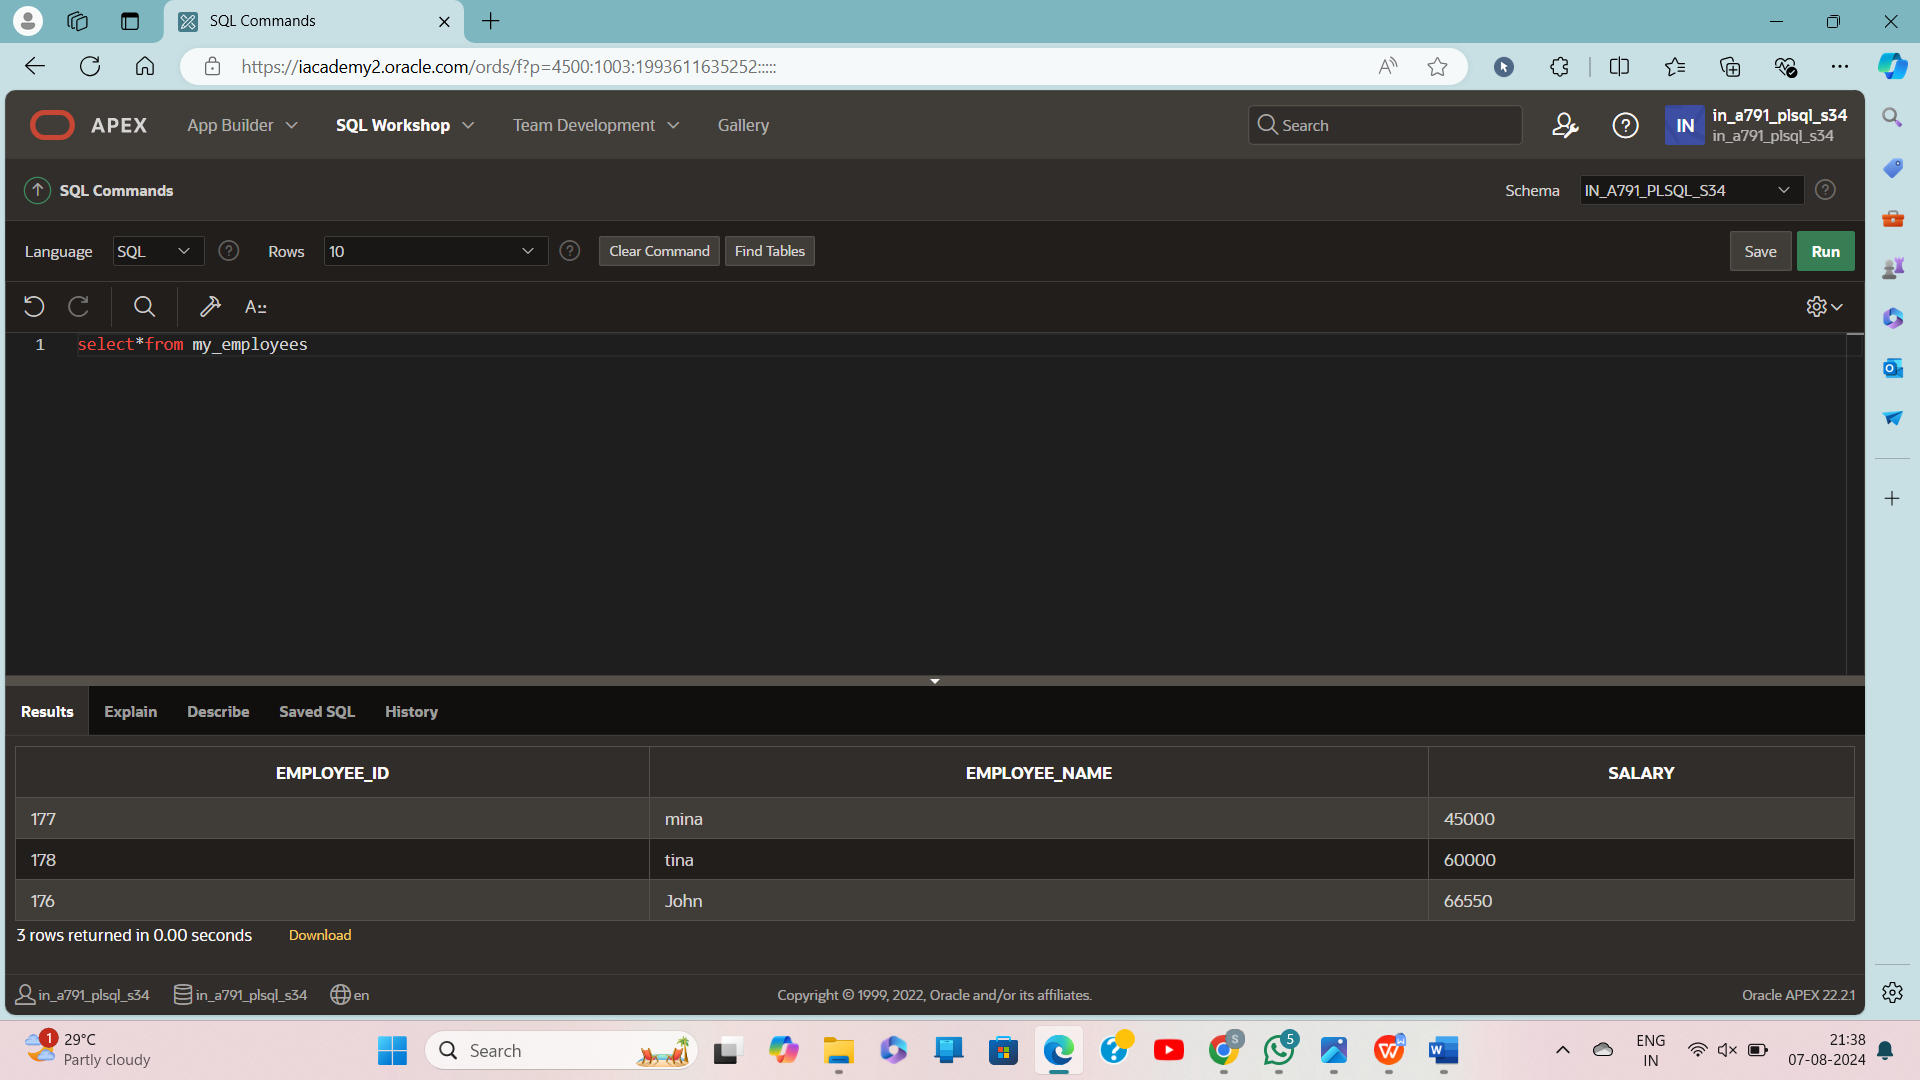 SQL Commands
https://iacademy2.oracle.com/ords/f?p=4500:1003:1993611635252:::::
APEX App Builder SQL Workshop Team Development Gallery Search IN in_a791_plsql_s34
in_a791_plsql_s34
SQL Commands Schema IN_A791_PLSQL_S34
Language SQL Rows 10 Clear Command Find Tables Save Run
A::
1 select*from my_employees
Results Explain Describe Saved SQL History
EMPLOYEE_ID EMPLOYEE_NAME SALARY
177 mina 45000
178 tina 60000
176 John 66550
3 rows returned in 0.00 seconds Download
in_a791_plsql_s34 in_a791_plsql_s34 en Copyright © 1999, 2022, Oracle and/or its affiliates. Oracle APEX 22.2.1
1 29°C
Partly cloudy
Search
S
5
W
W
ENG
IN
21:38
07-08-2024